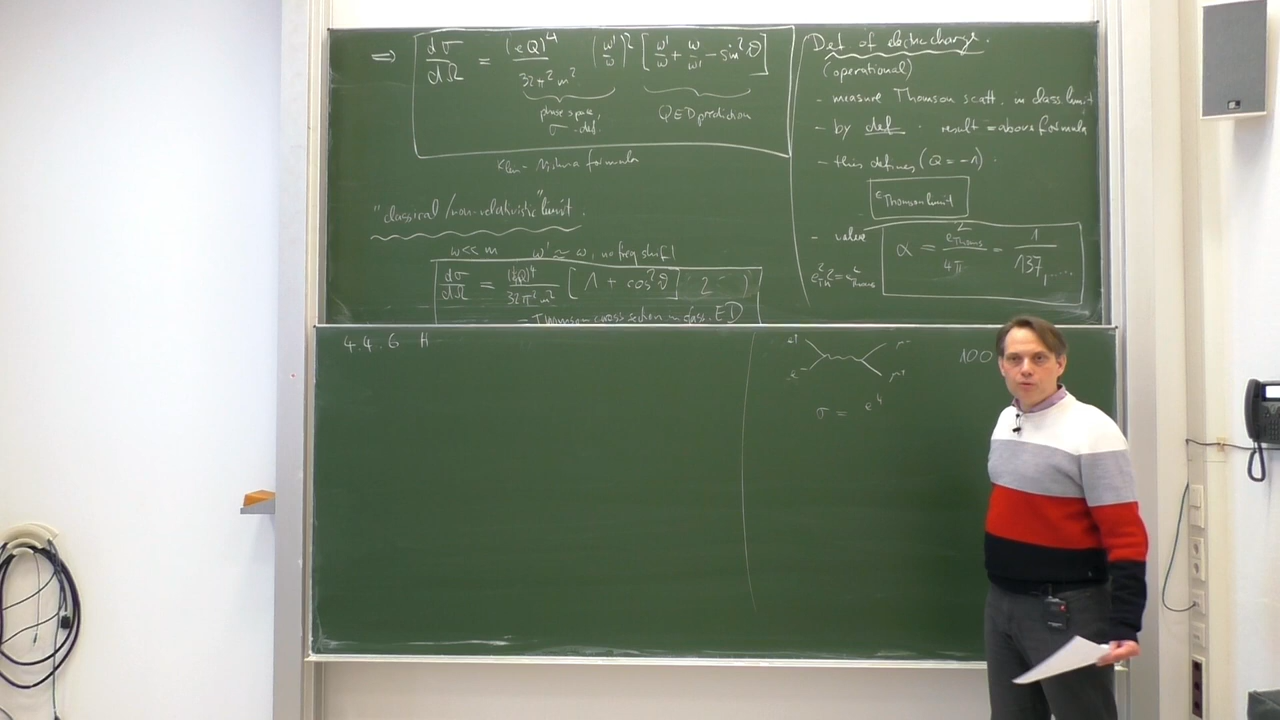 ⇒ dσ/dΩ = (eQ)^4/32π²m² (ω'/ω)² [ω'/ω + ω/ω' − sin²ϑ]
phase space, σ-def.
QED prediction
Klein-Nishina formula
"classical/non-relativistic" limit.
ω << m ω' ≈ ω, no freq shift
dσ/dΩ = (eQ)^4/32π²m² [1 + cos²ϑ]
- Thomson cross section in class. ED
Def of electric charge.
(operational)
- measure Thomson scatt. in class. limit
- by def. result = above formula
- this defines (Q = −1).
e Thomson limit
- value α = e²Thoms/4π = 1/137,.....
4.4.6 H
e+ μ-
e- μ+
σ = e^4
100